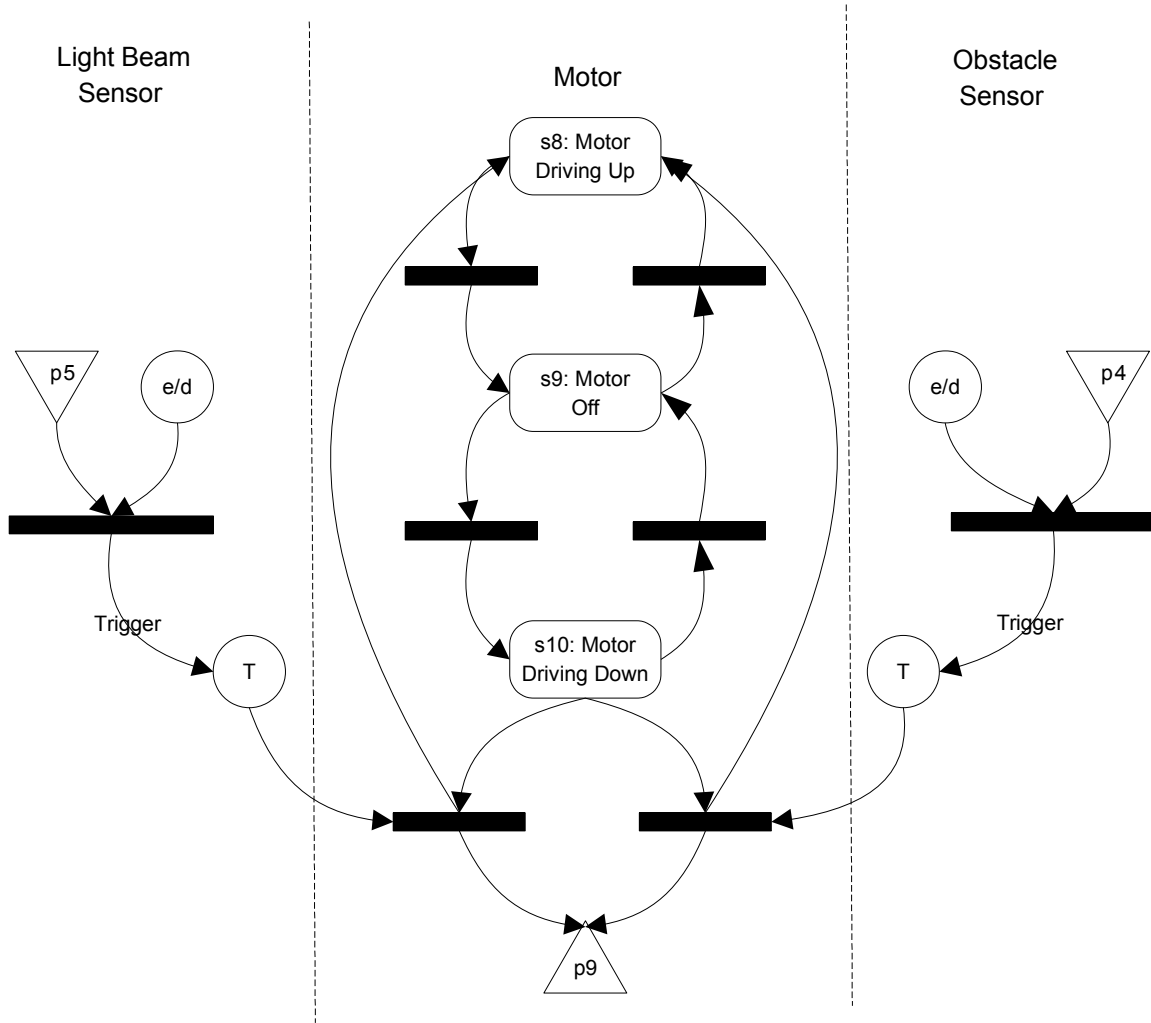 Light Beam
Sensor
Motor
Obstacle
Sensor
s8: Motor
Driving Up
p5
e/d
s9: Motor
Off
e/d
p4
Trigger
T
s10: Motor
Driving Down
T
Trigger
p9